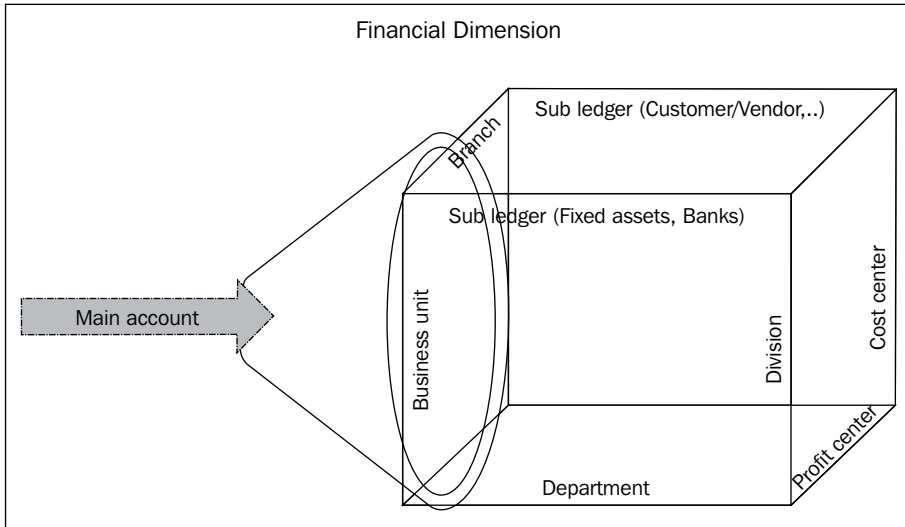 Financial Dimension
Sub ledger (Customer/Vendor,..)
Branch
Sub ledger (Fixed assets, Banks)
Main account
Business unit
Division
Cost center
Profit center
Department